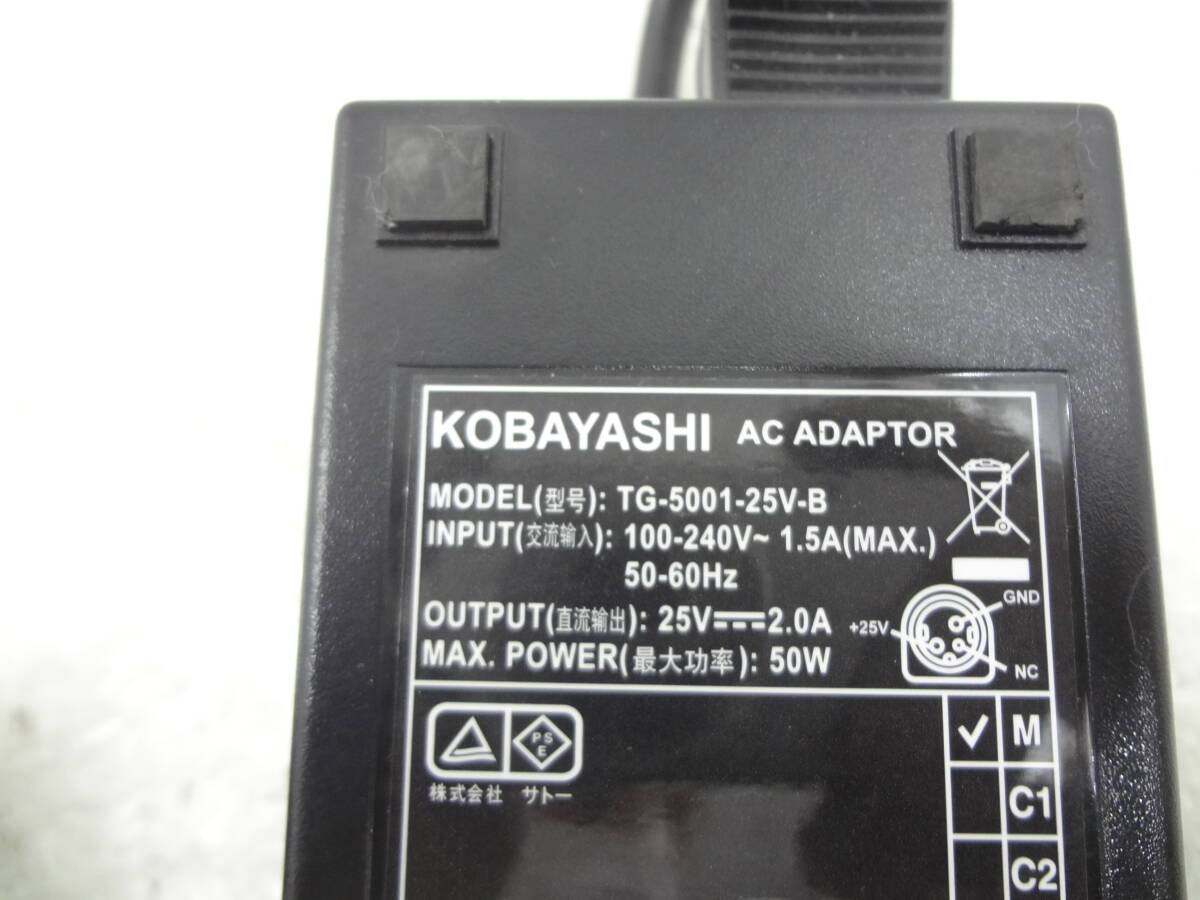 KOBAYASHI AC ADAPTOR
MODEL(型号): TG-5001-25V-B
INPUT(交流输入): 100-240V~ 1.5A(MAX.)
50-60Hz
OUTPUT(直流输出): 25V⎓2.0A
MAX. POWER(最大功率): 50W
GND
+25V
NC
PS
E
株式会社 サトー
✓ M
C1
C2